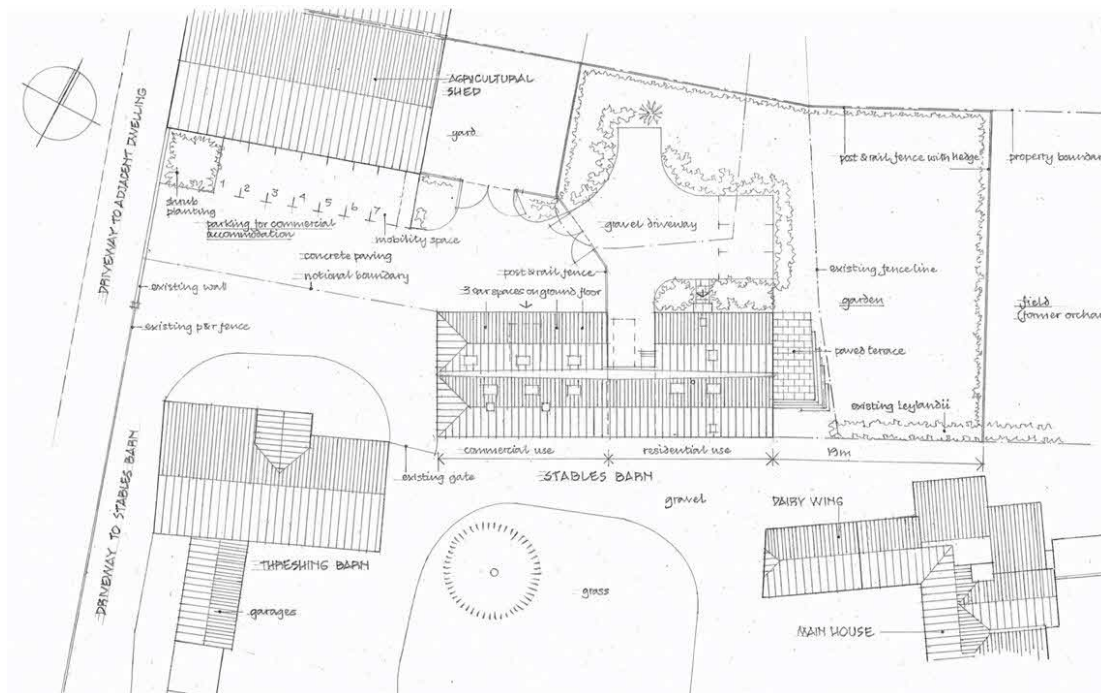 AGRICULTURAL
SHED
yard
DRIVEWAY TO ADJACENT DWELLING
shrub
planting
1
2
3
4
5
6
7
parking for commercial
accommodation
mobility space
concrete paving
notional boundary
existing wall
existing p&r fence
gravel driveway
post & rail fence
3 car spaces on ground floor
post & rail fence with hedge
property boundary
existing fence line
garden
field
(former orchar
paved terrace
existing Leylandii
commercial use
residential use
19m
existing gate
STABLES BARN
gravel
DAIRY WING
DRIVEWAY TO STABLES BARN
THRESHING BARN
garages
grass
MAIN HOUSE